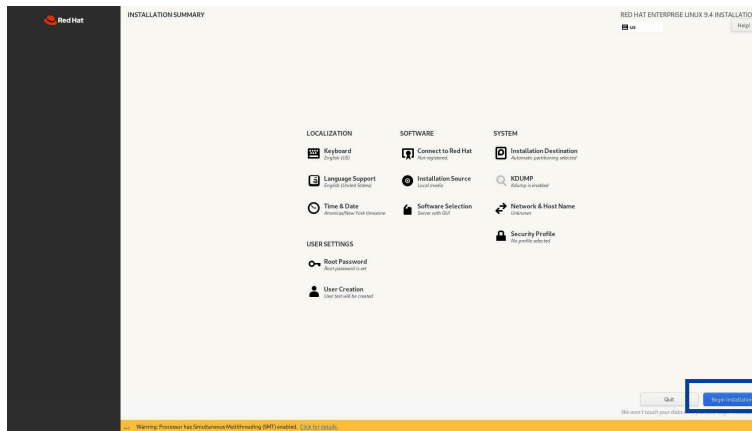 Red Hat
INSTALLATION SUMMARY
RED HAT ENTERPRISE LINUX 9.4 INSTALLATIO
us
Help!
LOCALIZATION
Keyboard
English (US)
Language Support
English (United States)
Time & Date
Americas/New York timezone
USER SETTINGS
Root Password
Root password is set
User Creation
User test will be created
SOFTWARE
Connect to Red Hat
Not registered.
Installation Source
Local media
Software Selection
Server with GUI
SYSTEM
Installation Destination
Automatic partitioning selected
KDUMP
Kdump is enabled
Network & Host Name
Unknown
Security Profile
No profile selected
Quit
Begin Installation
We won't touch your disks
Warning: Processor has Simultaneous Multithreading (SMT) enabled. Click for details.